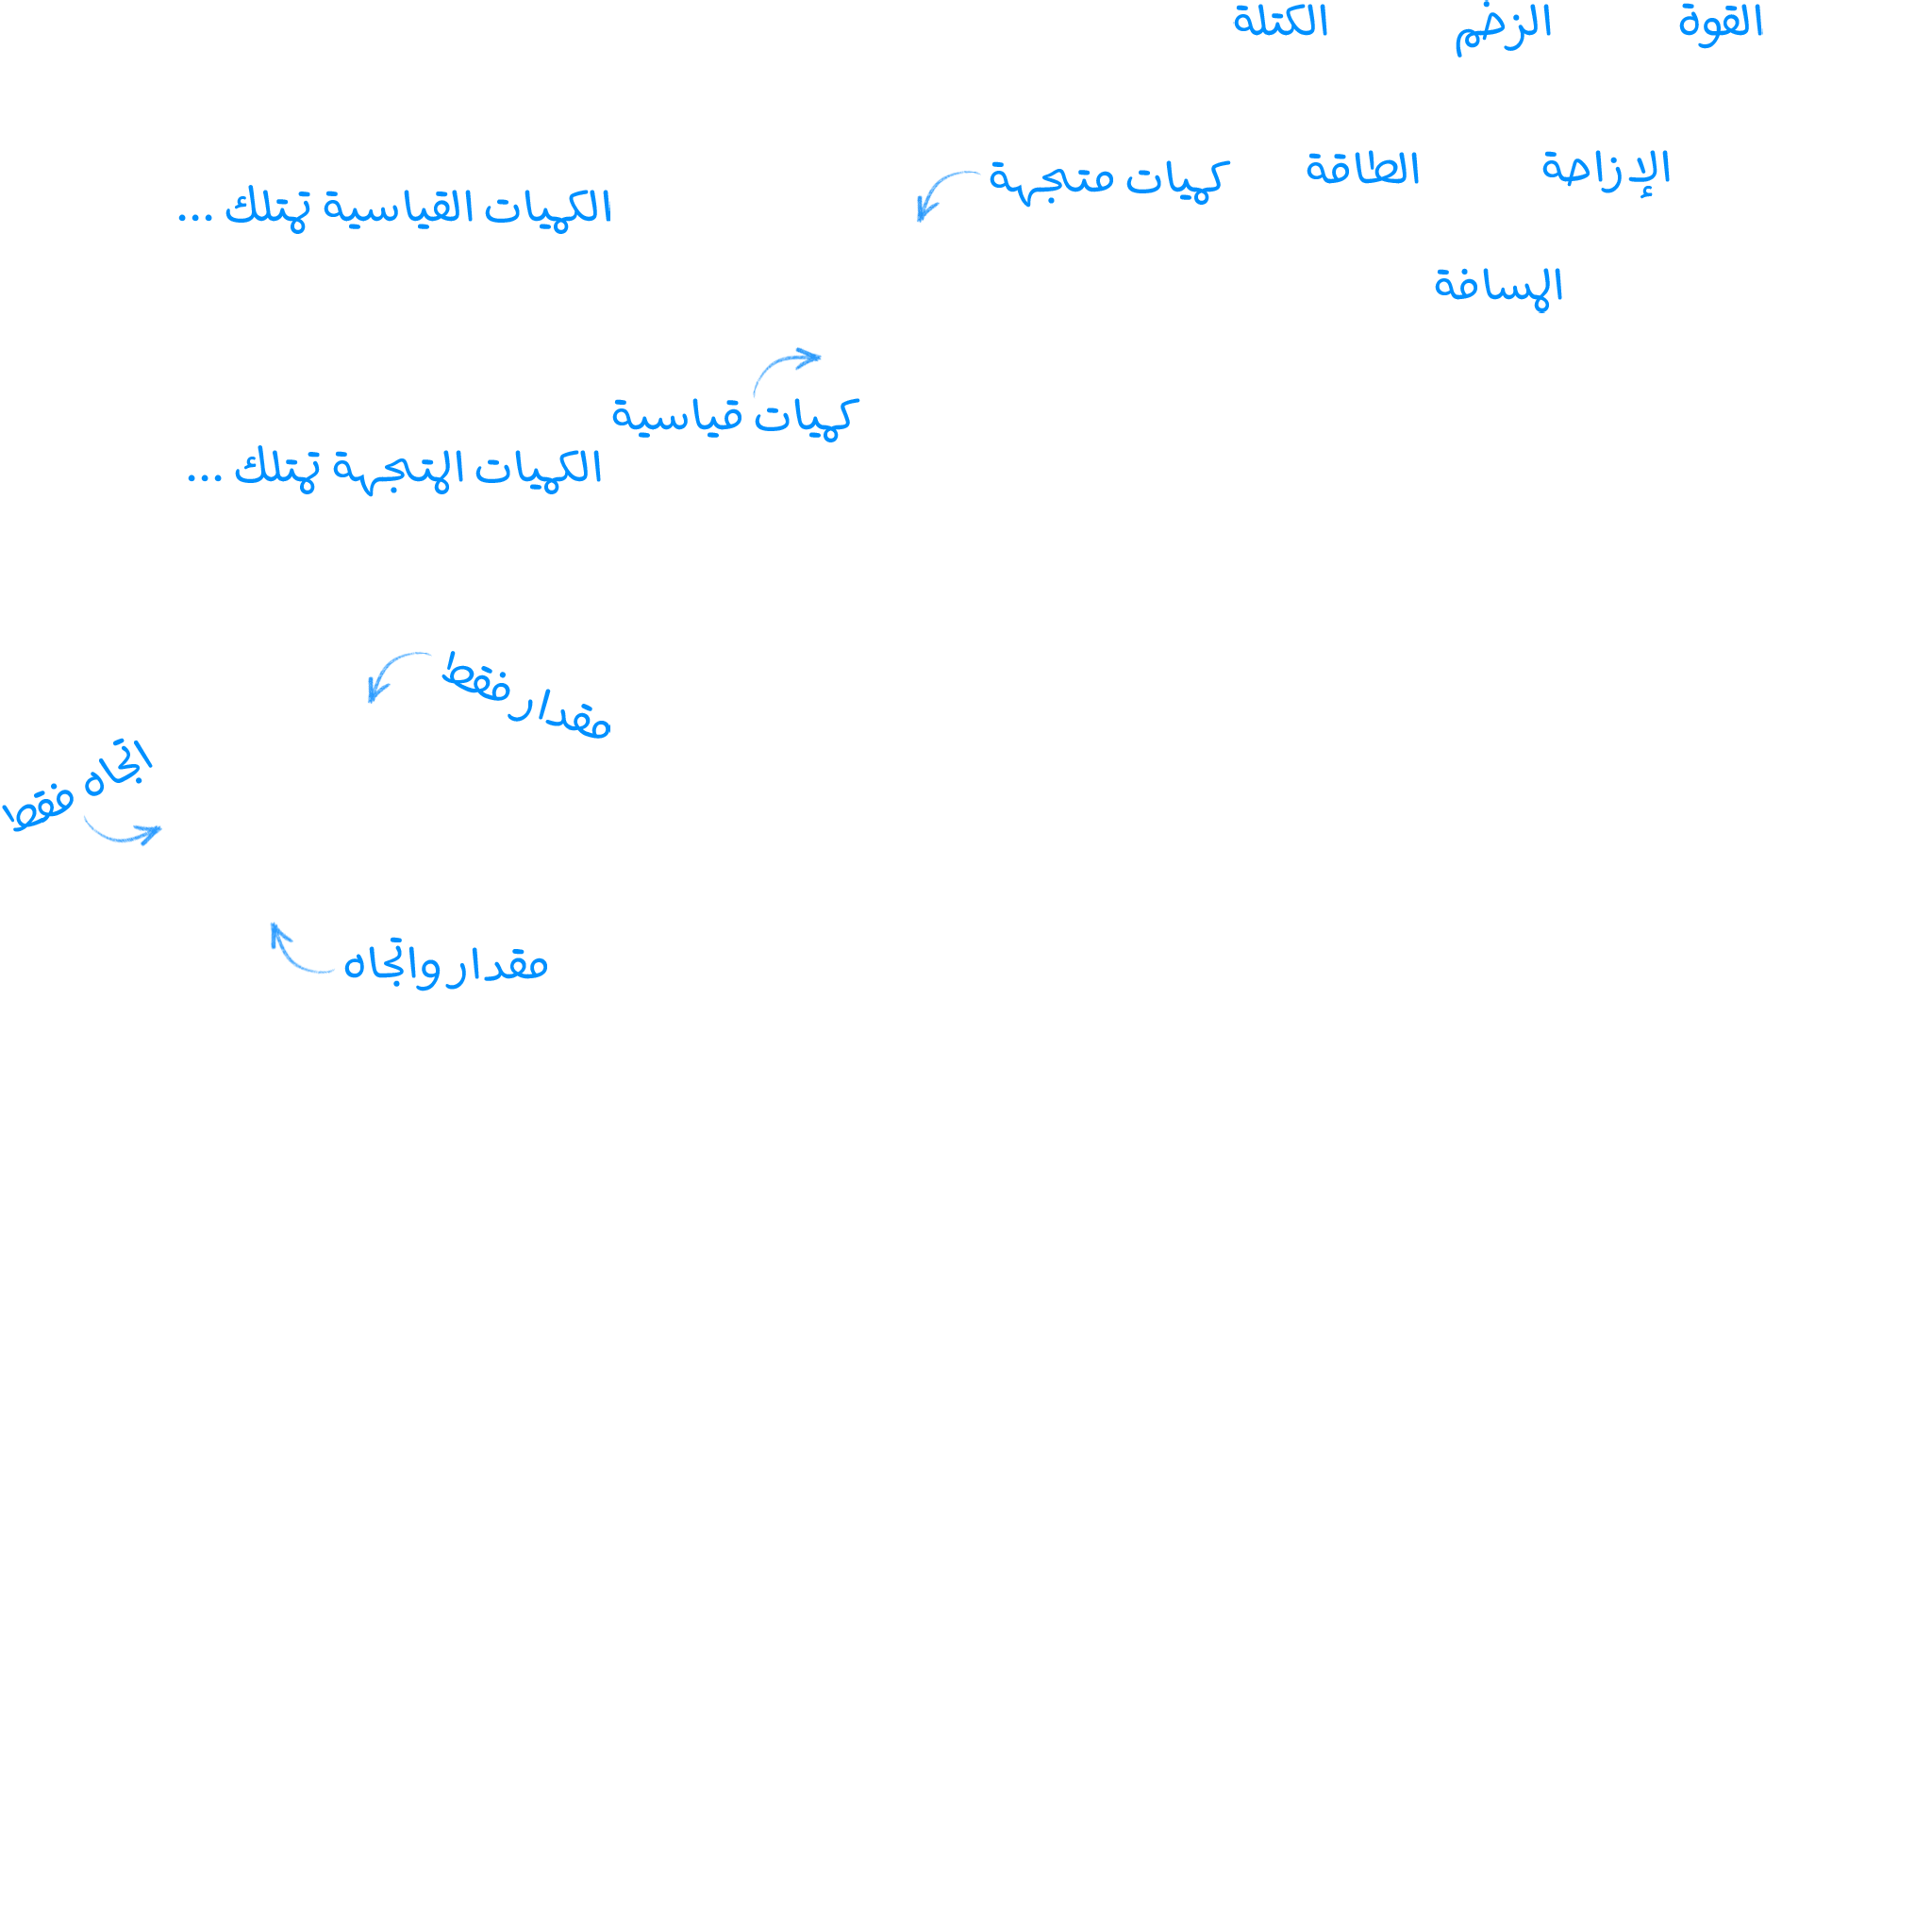 القوة
الزخم
الكتلة
الإزاحة
الطاقة
كميات متجهة
الكميات القياسية تمتلك ...
المسافة
كميات قياسية
الكميات المتجهة تمتلك ...
مقدار فقط
اتجاه فقط
مقدار واتجاه